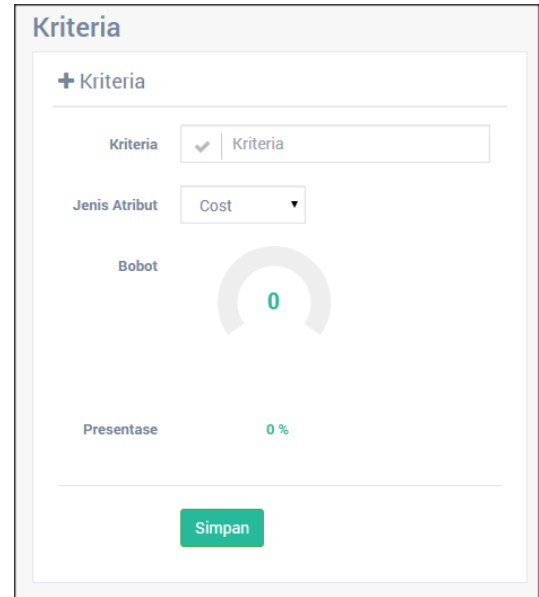 Kriteria
Kriteria
Kriteria Kriteria
Jenis Atribut Cost
Bobot
0
Presentase 0 %
Simpan